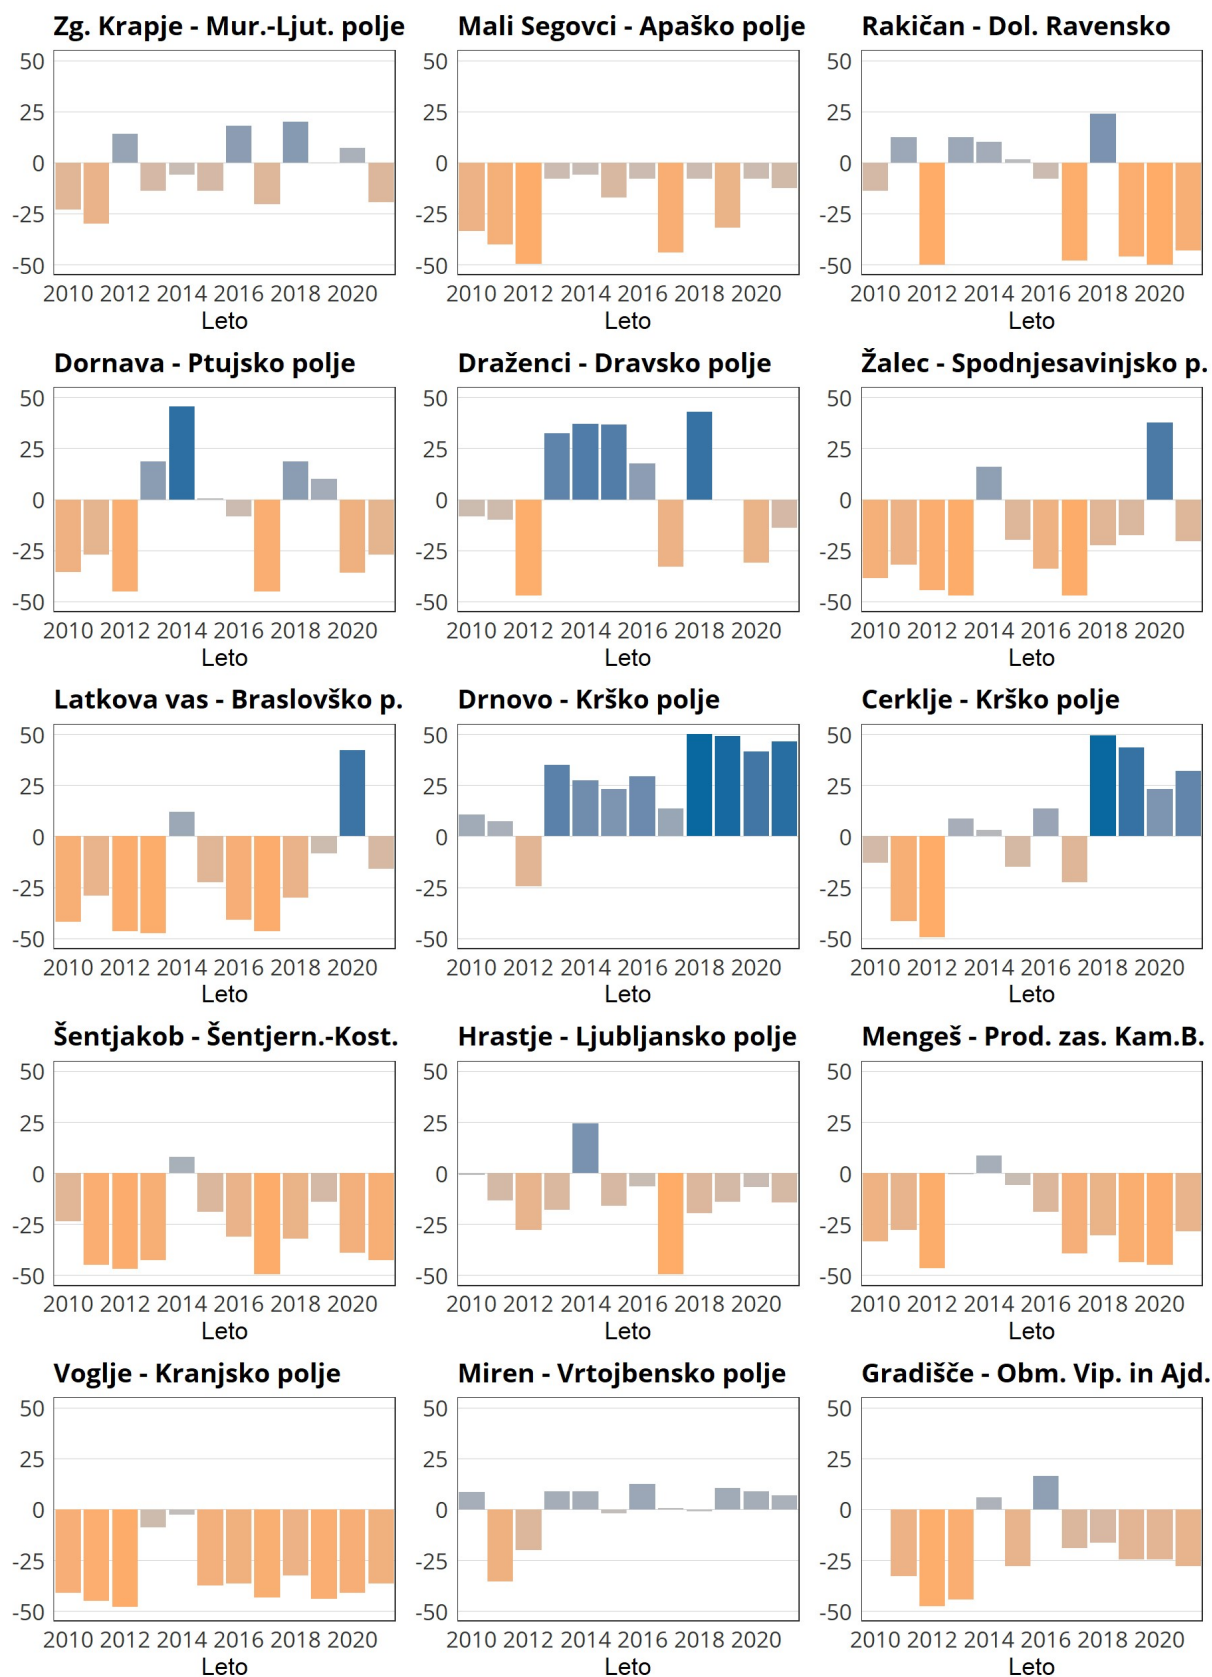 Zg. Krapje - Mur.-Ljut. polje
50
25
0
-25
-50
2010 2012 2014 2016 2018 2020
Leto
Mali Segovci - Apaško polje
50
25
0
-25
-50
2010 2012 2014 2016 2018 2020
Leto
Rakičan - Dol. Ravensko
50
25
0
-25
-50
2010 2012 2014 2016 2018 2020
Leto
Dornava - Ptujsko polje
50
25
0
-25
-50
2010 2012 2014 2016 2018 2020
Leto
Draženci - Dravsko polje
50
25
0
-25
-50
2010 2012 2014 2016 2018 2020
Leto
Žalec - Spodnjesavinjsko p.
50
25
0
-25
-50
2010 2012 2014 2016 2018 2020
Leto
Latkova vas - Braslovško p.
50
25
0
-25
-50
2010 2012 2014 2016 2018 2020
Leto
Drnovo - Krško polje
50
25
0
-25
-50
2010 2012 2014 2016 2018 2020
Leto
Cerklje - Krško polje
50
25
0
-25
-50
2010 2012 2014 2016 2018 2020
Leto
Šentjakob - Šentjern.-Kost.
50
25
0
-25
-50
2010 2012 2014 2016 2018 2020
Leto
Hrastje - Ljubljansko polje
50
25
0
-25
-50
2010 2012 2014 2016 2018 2020
Leto
Mengeš - Prod. zas. Kam.B.
50
25
0
-25
-50
2010 2012 2014 2016 2018 2020
Leto
Voglje - Kranjsko polje
50
25
0
-25
-50
2010 2012 2014 2016 2018 2020
Leto
Miren - Vrtojbensko polje
50
25
0
-25
-50
2010 2012 2014 2016 2018 2020
Leto
Gradišče - Obm. Vip. in Ajd.
50
25
0
-25
-50
2010 2012 2014 2016 2018 2020
Leto